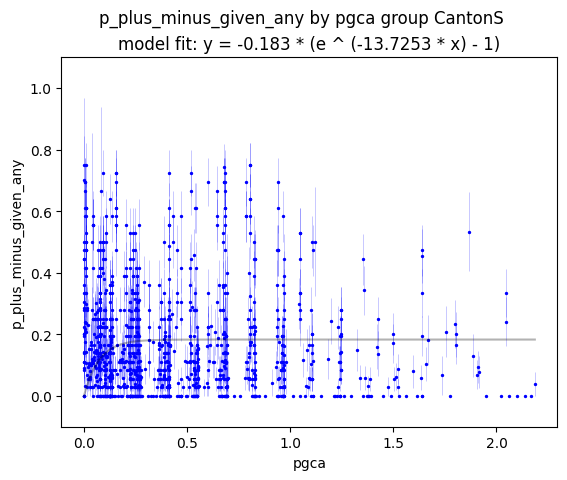 p_plus_minus_given_any by pgca group CantonS
model fit: y = -0.183 * (e ^ (-13.7253 * x) - 1)
1.0
0.8
0.6
0.4
0.2
0.0
p_plus_minus_given_any
0.0 0.5 1.0 1.5 2.0
pgca